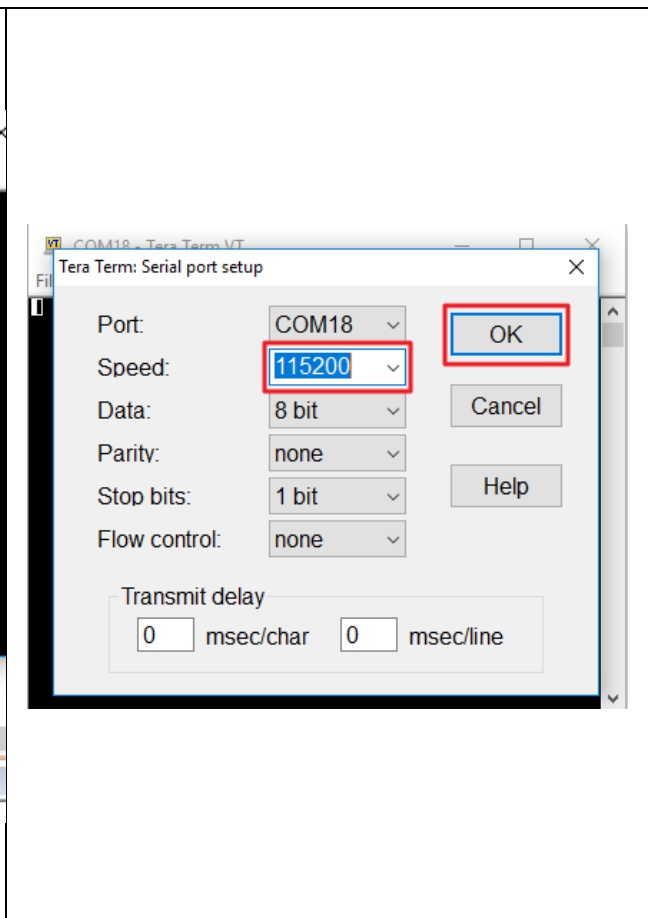 COM18 - Tera Term VT
Fil
Tera Term: Serial port setup
Port: COM18
OK
Speed: 115200
Data: 8 bit
Cancel
Parity: none
Stop bits: 1 bit
Help
Flow control: none
Transmit delay
0 msec/char 0 msec/line